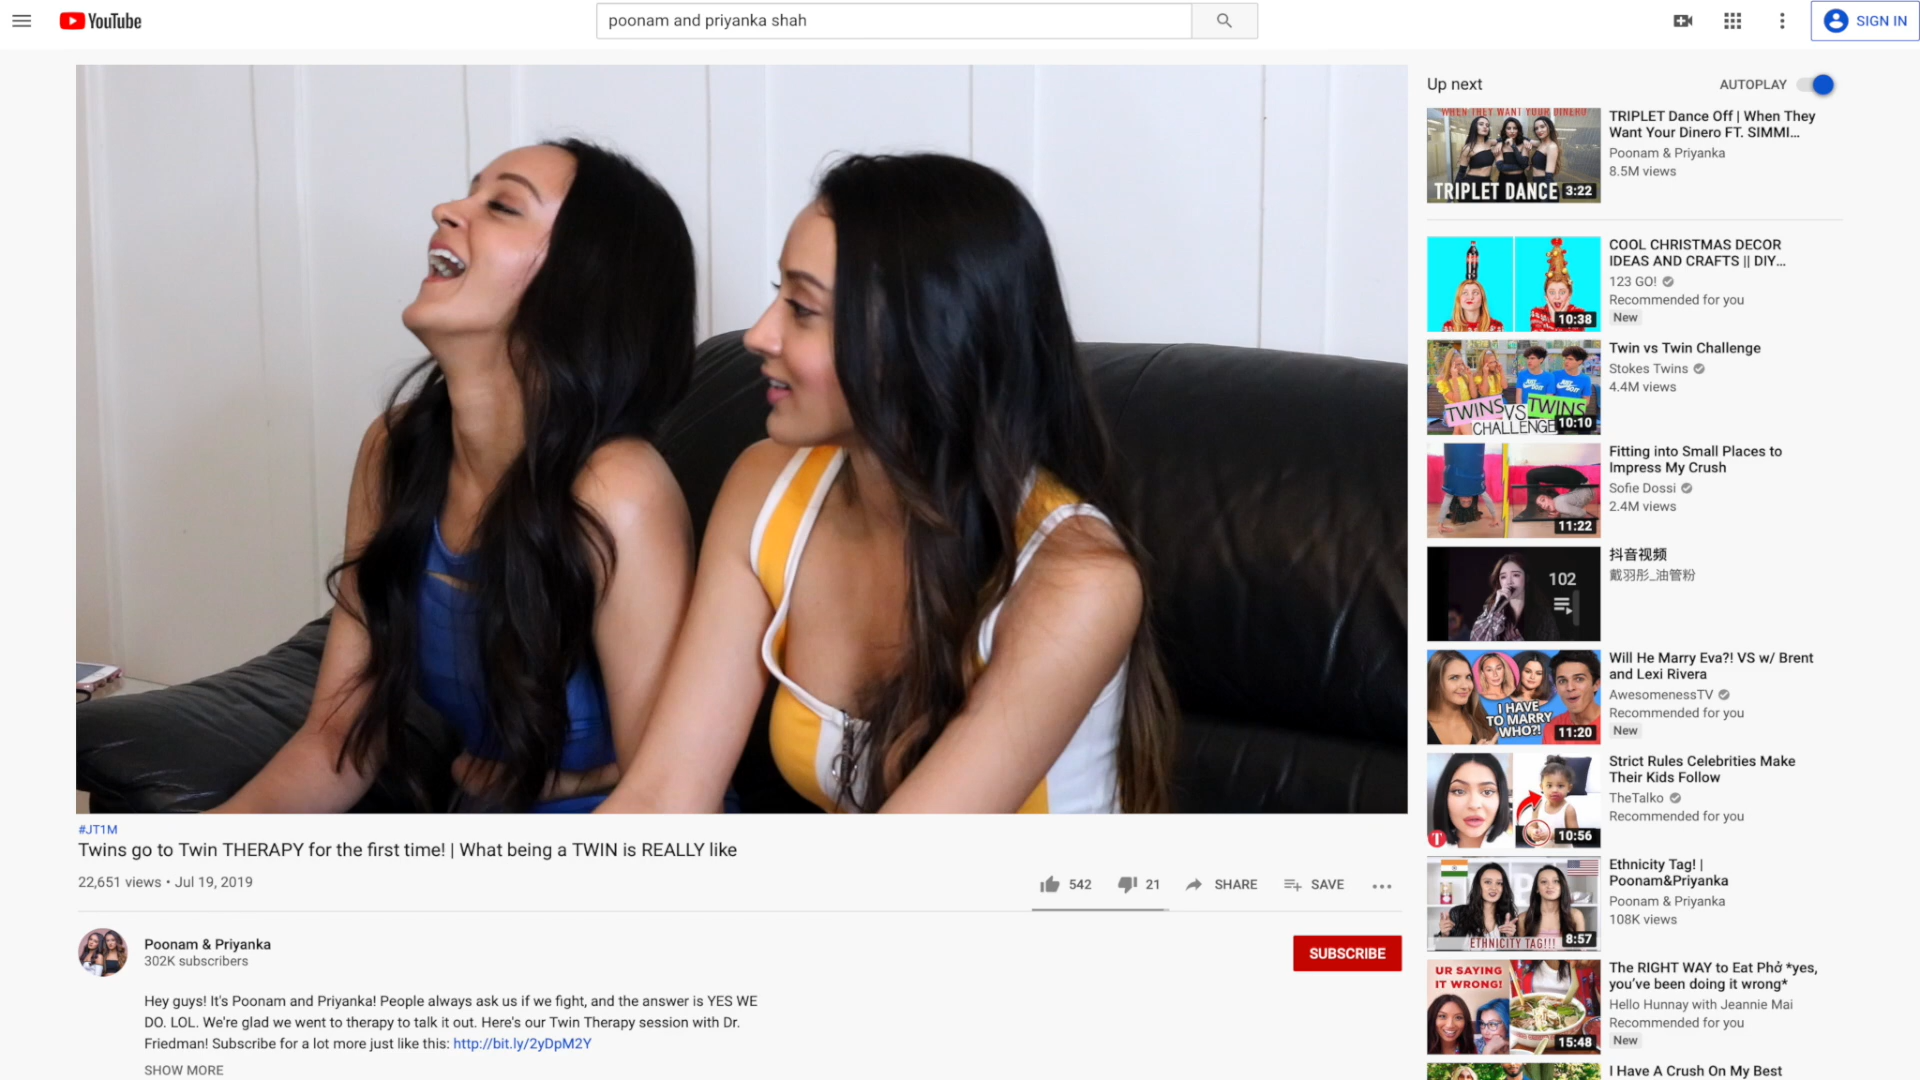 YouTube
poonam and priyanka shah
SIGN IN
#JT1M
Twins go to Twin THERAPY for the first time! | What being a TWIN is REALLY like
22,651 views • Jul 19, 2019
542
21
SHARE
SAVE
Poonam & Priyanka
302K subscribers
SUBSCRIBE
Hey guys! It's Poonam and Priyanka! People always ask us if we fight, and the answer is YES WE
DO. LOL. We're glad we went to therapy to talk it out. Here's our Twin Therapy session with Dr.
Friedman! Subscribe for a lot more just like this: http://bit.ly/2yDpM2Y
SHOW MORE
Up next
AUTOPLAY
WHEN THEY WANT YOUR DINERO
TRIPLET DANCE
3:22
TRIPLET Dance Off | When They
Want Your Dinero FT. SIMMI...
Poonam & Priyanka
8.5M views
10:38
COOL CHRISTMAS DECOR
IDEAS AND CRAFTS || DIY...
123 GO!
Recommended for you
New
JUST DO IT
JUST DO IT
TWINS VS TWINS
CHALLENGE
10:10
Twin vs Twin Challenge
Stokes Twins
4.4M views
11:22
Fitting into Small Places to
Impress My Crush
Sofie Dossi
2.4M views
102
抖音视频
戴羽彤_油管粉
I HAVE
TO MARRY
WHO?!
11:20
Will He Marry Eva?! VS w/ Brent
and Lexi Rivera
AwesomenessTV
Recommended for you
New
T
10:56
Strict Rules Celebrities Make
Their Kids Follow
TheTalko
Recommended for you
ETHNICITY TAG!!!
8:57
Ethnicity Tag! |
Poonam&Priyanka
Poonam & Priyanka
108K views
UR SAYING
IT WRONG!
15:48
The RIGHT WAY to Eat Phở *yes,
you've been doing it wrong*
Hello Hunnay with Jeannie Mai
Recommended for you
New
I Have A Crush On My Best